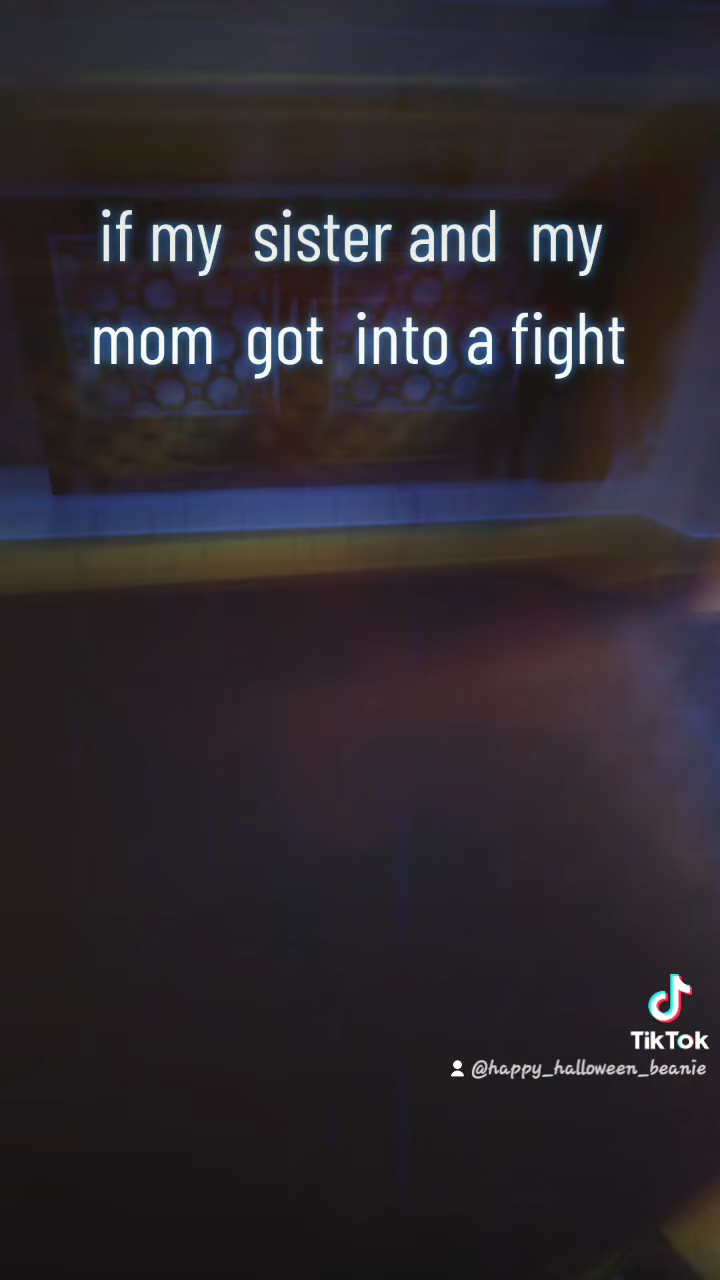 if my sister and my
mom got into a fight
TikTok
@happy_halloween_beanie